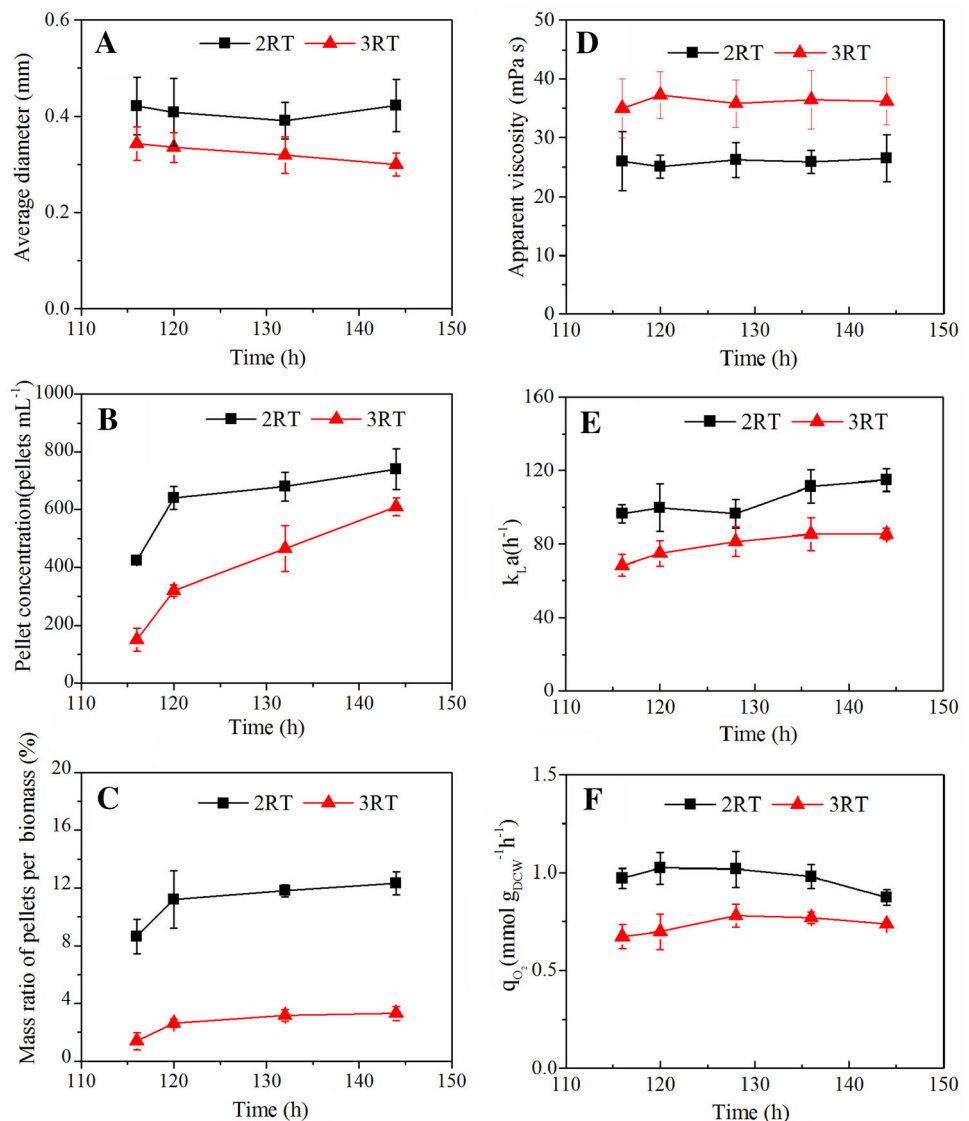 A
2RT 3RT
Average diameter (mm)
0.6
0.4
0.2
0.0
110 120 130 140 150
Time (h)
B
2RT 3RT
Pellet concentration(pellets mL⁻¹)
1000
800
600
400
200
0
110 120 130 140 150
Time (h)
C
2RT 3RT
Mass ratio of pellets per biomass (%)
20
16
12
8
4
0
110 120 130 140 150
Time (h)
D
2RT 3RT
Apparent viscosity (mPa s)
50
40
30
20
10
0
110 120 130 140 150
Time (h)
E
2RT 3RT
k_L a(h⁻¹)
160
120
80
40
0
110 120 130 140 150
Time (h)
F
2RT 3RT
q_O₂ (mmol g_DCW⁻¹h⁻¹)
1.5
1.0
0.5
0.0
110 120 130 140 150
Time (h)